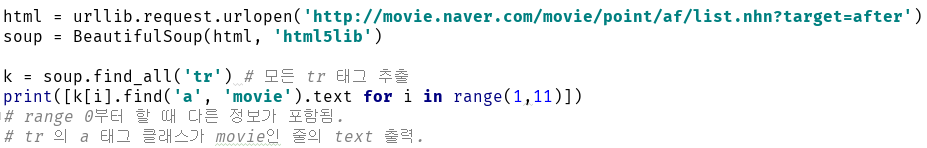 html = urllib.request.urlopen('http://movie.naver.com/movie/point/af/list.nhn?target=after')
soup = BeautifulSoup(html, 'html5lib')
k = soup.find_all('tr') # 모든 tr 태그 추출
print([k[i].find('a', 'movie').text for i in range(1,11)])
# range 0부터 할 때 다른 정보가 포함됨.
# tr 의 a 태그 클래스가 movie인 줄의 text 출력.